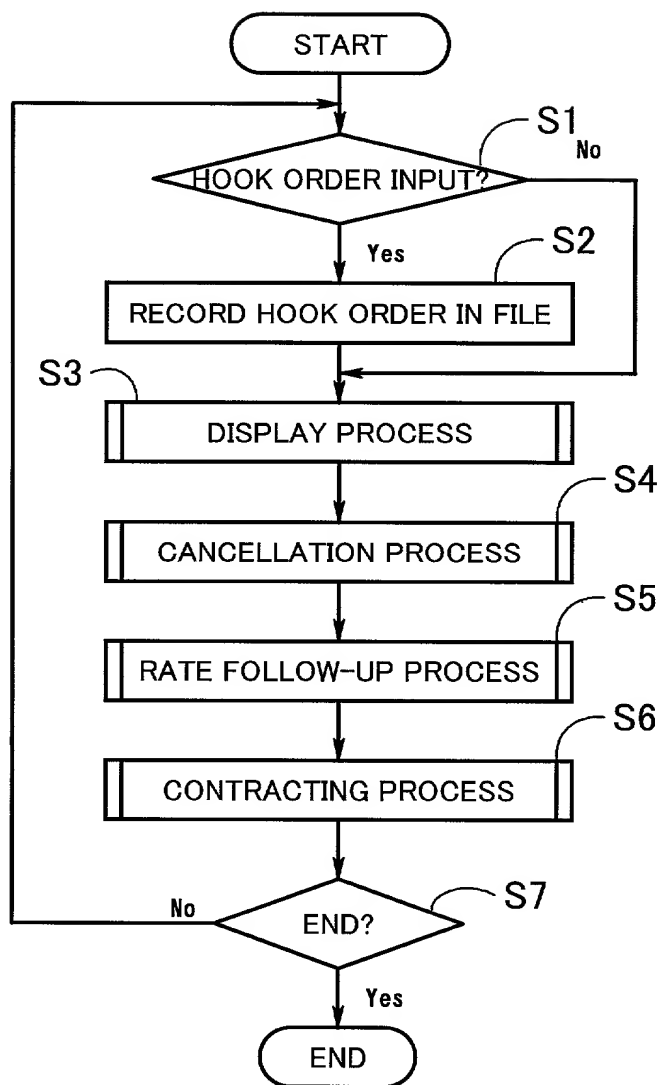 START
S1
No
HOOK ORDER INPUT?
Yes
S2
RECORD HOOK ORDER IN FILE
S3
DISPLAY PROCESS
S4
CANCELLATION PROCESS
S5
RATE FOLLOW-UP PROCESS
S6
CONTRACTING PROCESS
No
S7
END?
Yes
END